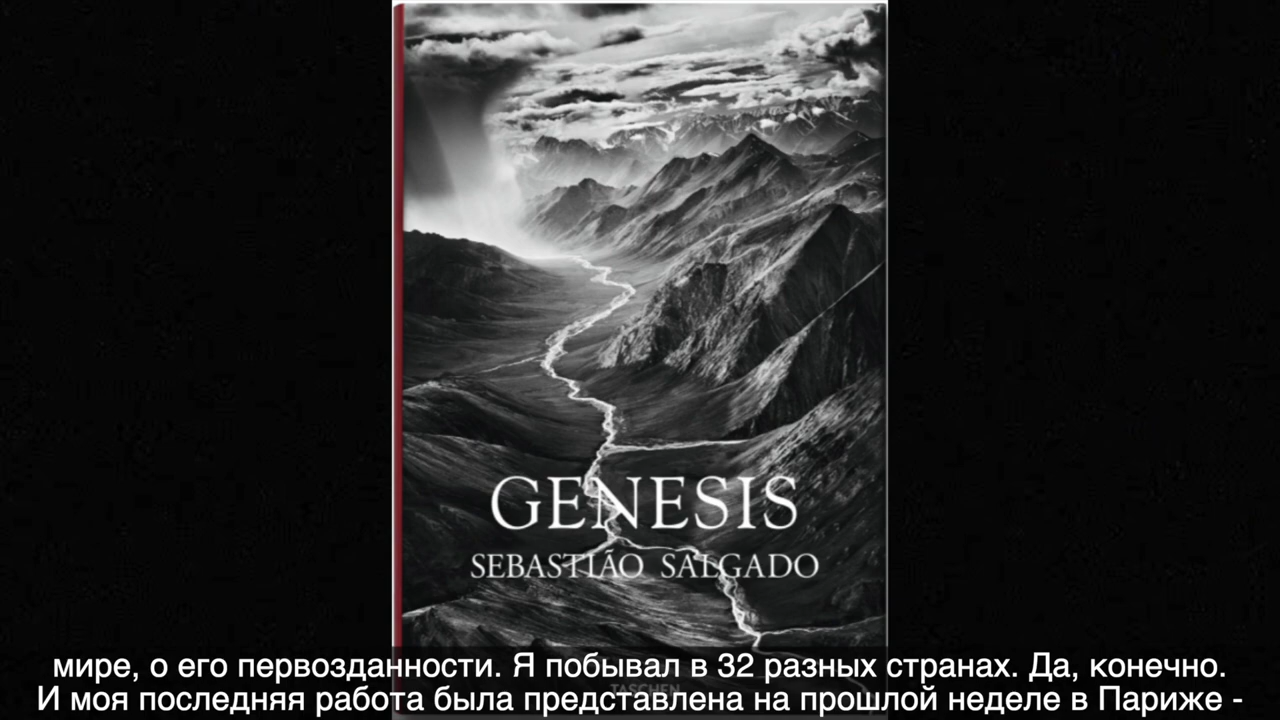 GENESIS
SEBASTIÃO SALGADO
TASCHEN
мире, о его первозданности. Я побывал в 32 разных странах. Да, конечно.
И моя последняя работа была представлена на прошлой неделе в Париже -